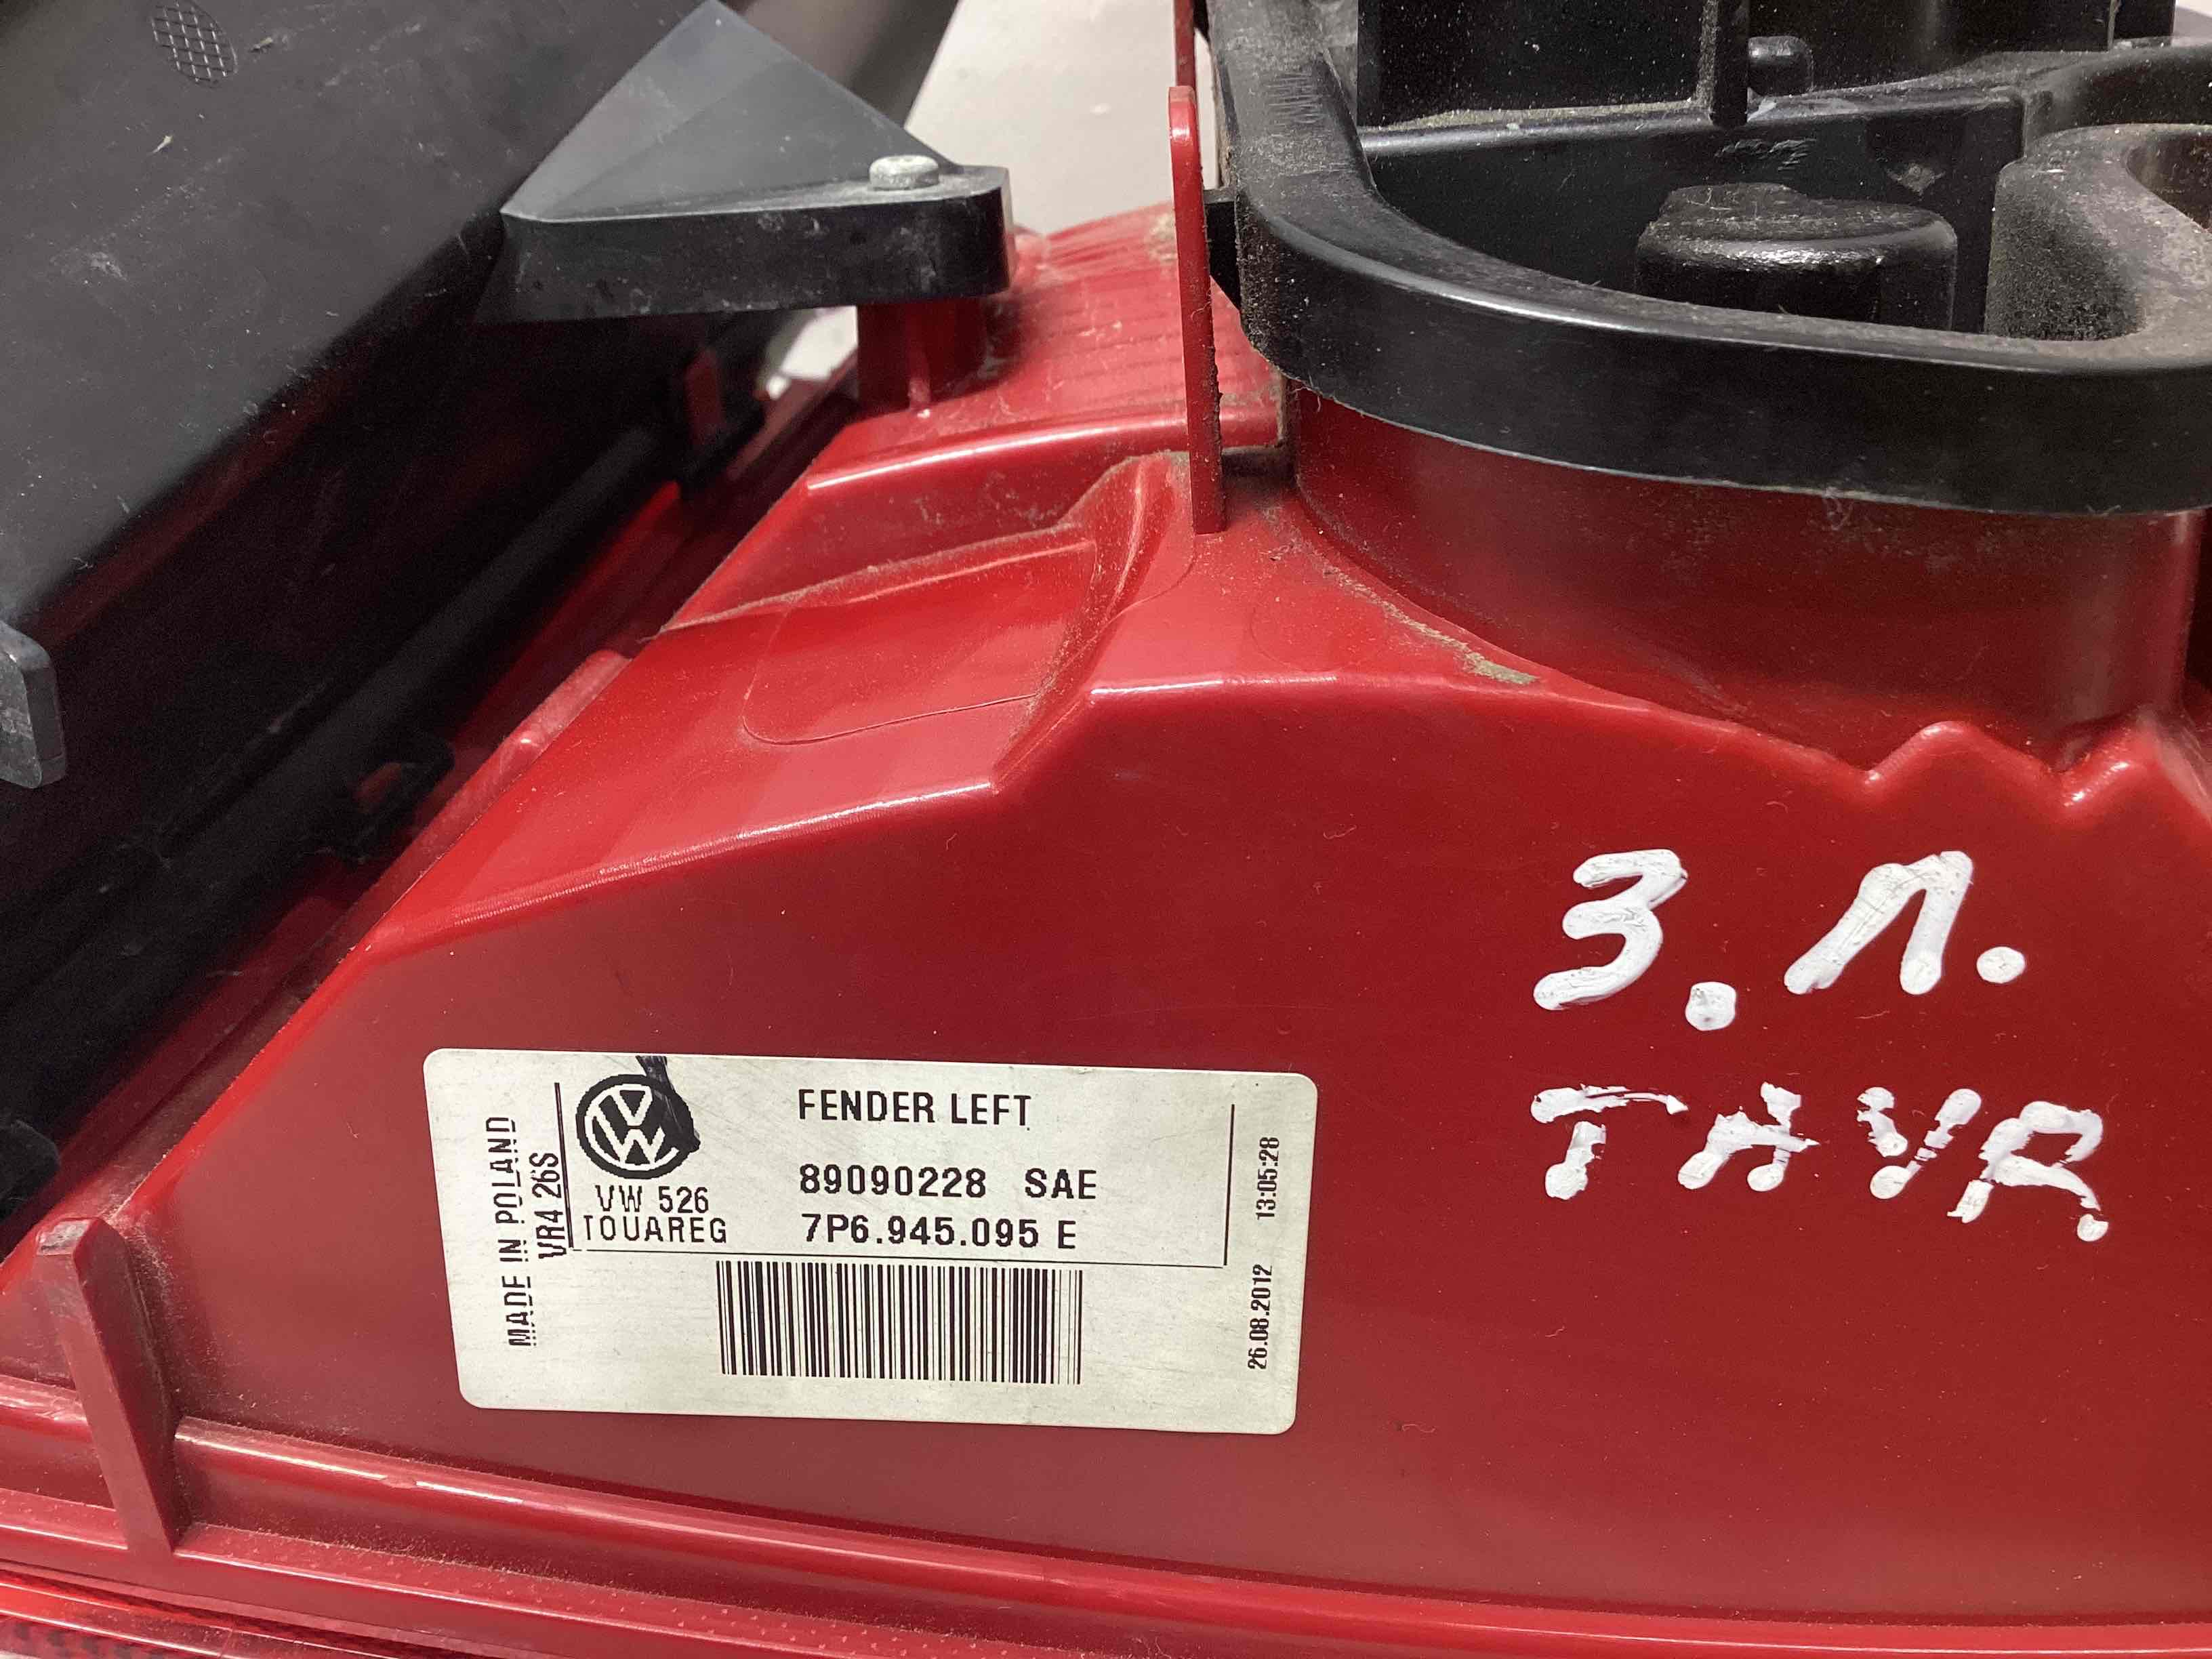 З.Л.
TAYR.
FENDER LEFT
89090228 SAE
7P6.945.095 E
VW 526
TOUAREG
MADE IN POLAND
VR4 26S
13:05:28
26.08.2012